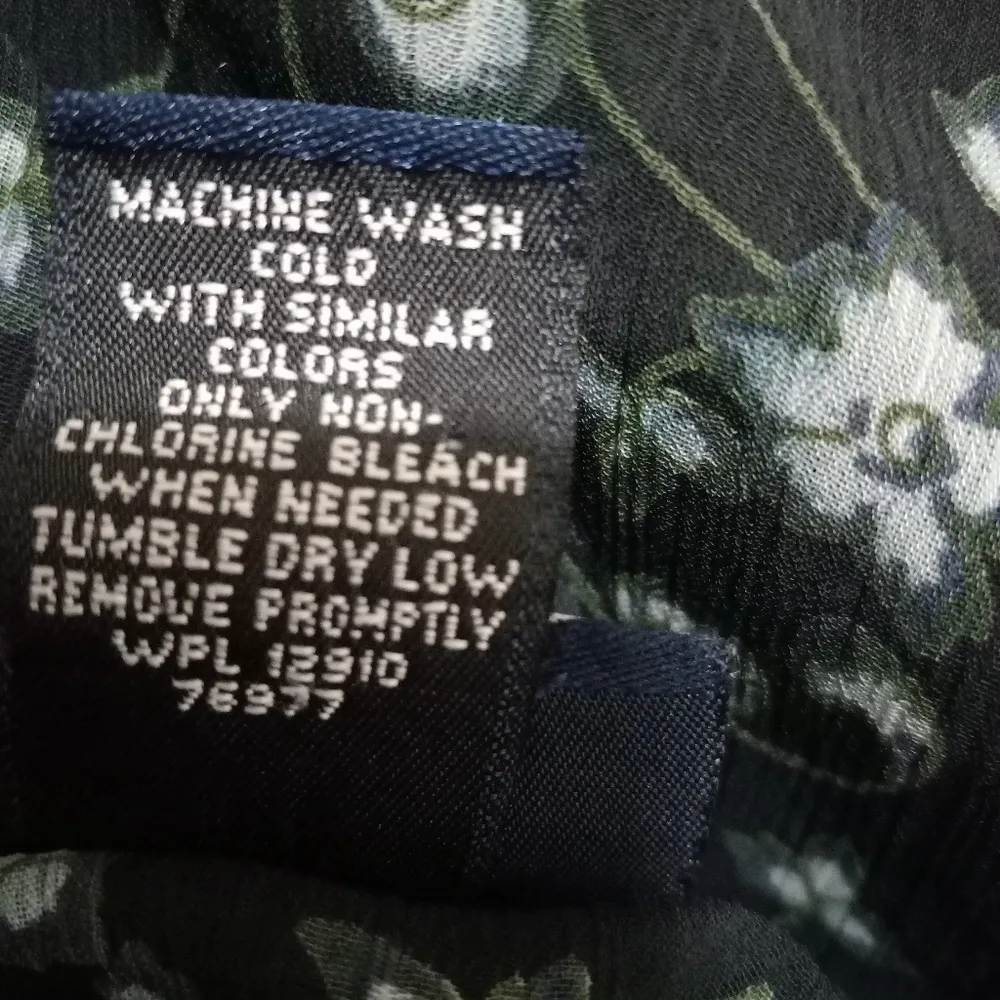 MACHINE WASH
COLD
WITH SIMILAR
COLORS
ONLY NON-
CHLORINE BLEACH
WHEN NEEDED
TUMBLE DRY LOW
REMOVE PROMPTLY
WPL 12910
76977